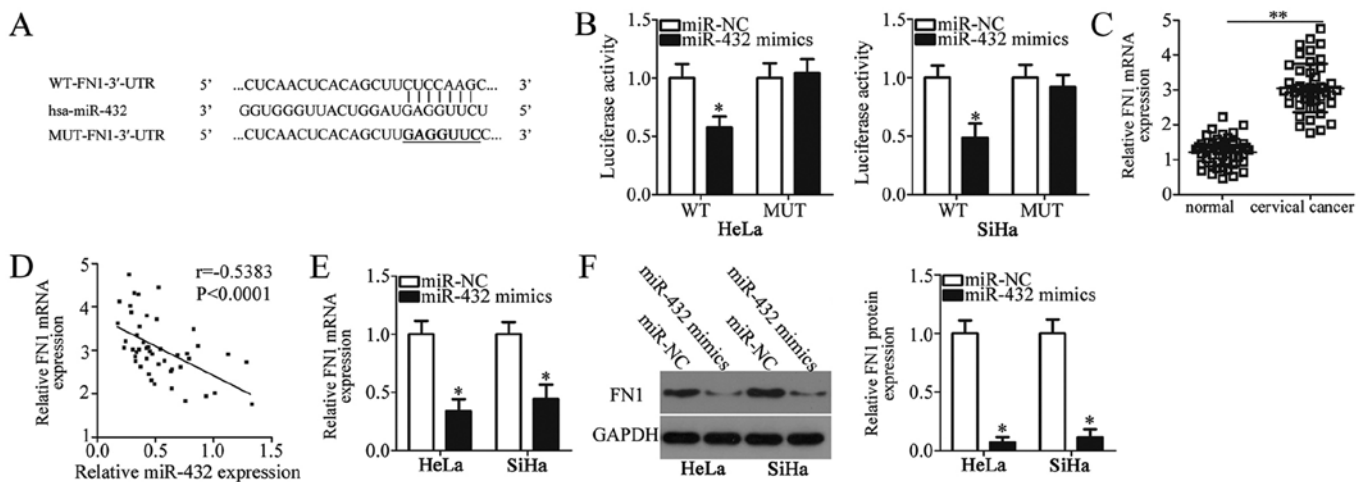 A
WT-FN1-3'-UTR 5' ...CUCAACUCACAGCUUCUCCAAGC... 3'
hsa-miR-432 3' GGUGGGUUACUGGAUGAGGUUCU 5'
MUT-FN1-3'-UTR 5' ...CUCAACUCACAGCUUGAGGUUCC... 3'
B
Luciferase activity
1.5
1.0
0.5
0.0
miR-NC
miR-432 mimics
*
WT MUT
HeLa
Luciferase activity
1.5
1.0
0.5
0.0
miR-NC
miR-432 mimics
*
WT MUT
SiHa
C
Relative FN1 mRNA
expression
5
4
3
2
1
0
**
normal cervical cancer
D
Relative FN1 mRNA
expression
5
4
3
2
1
r=-0.5383
P<0.0001
0.0 0.5 1.0 1.5
Relative miR-432 expression
E
Relative FN1 mRNA
expression
1.5
1.0
0.5
0.0
miR-NC
miR-432 mimics
* *
HeLa SiHa
F
miR-NC
miR-432 mimics
miR-NC
miR-432 mimics
FN1
GAPDH
HeLa SiHa
Relative FN1 protein
expression
1.5
1.0
0.5
0.0
miR-NC
miR-432 mimics
* *
HeLa SiHa